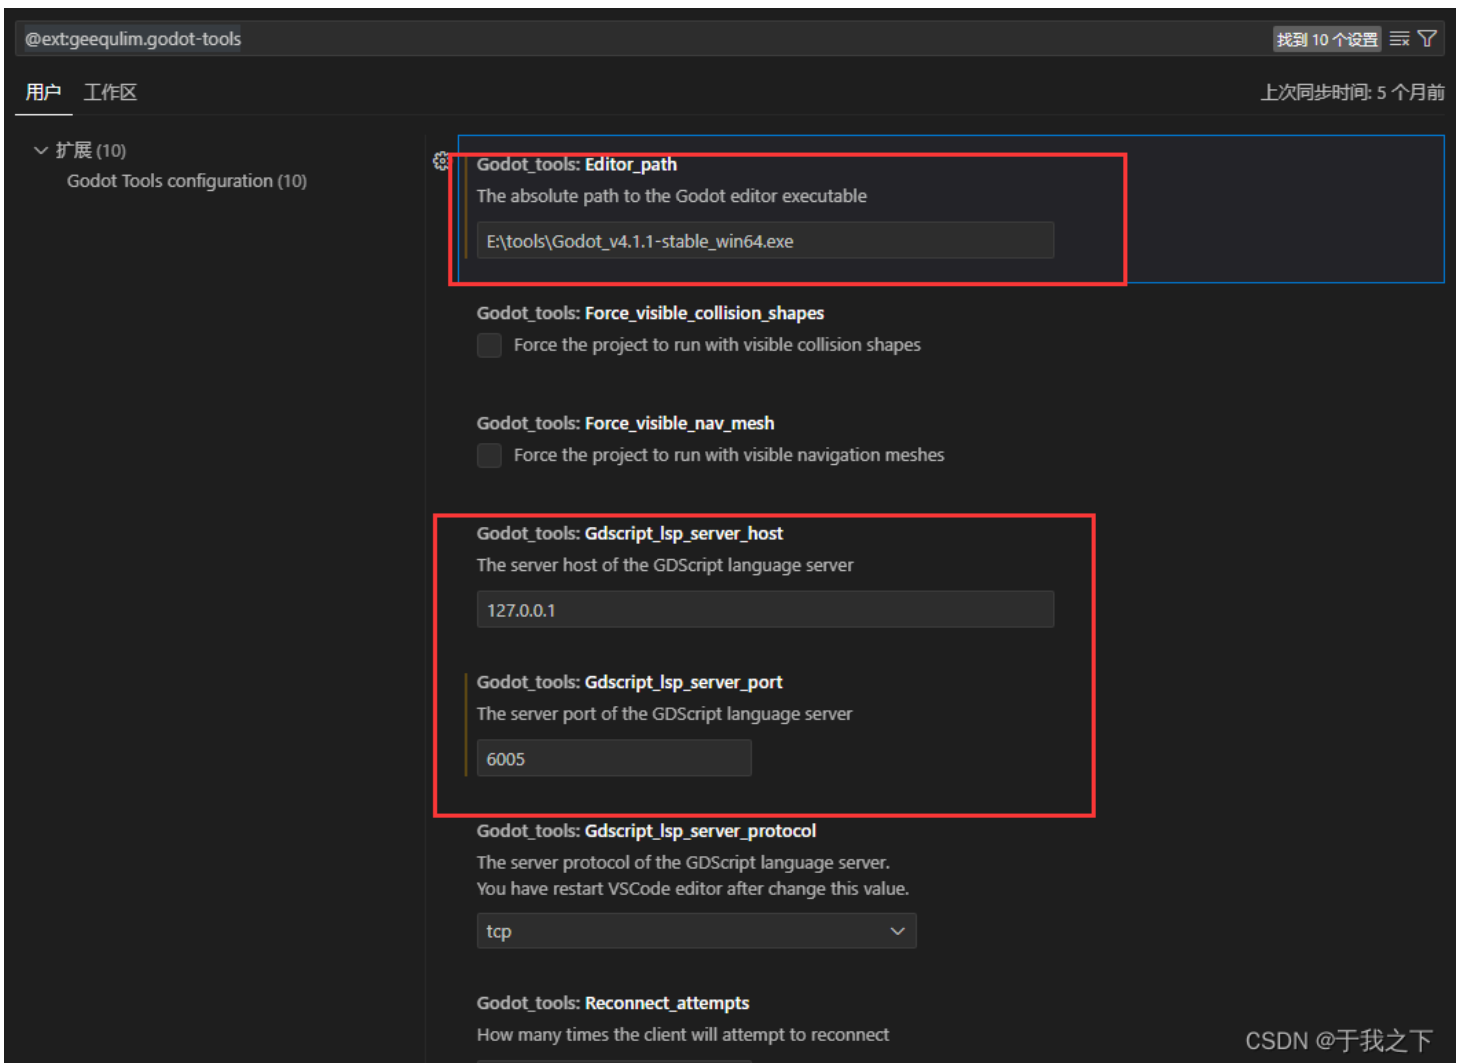 @ext:geequlim.godot-tools
找到 10 个设置
用户 工作区
上次同步时间: 5 个月前
扩展 (10)
Godot Tools configuration (10)
Godot_tools: Editor_path
The absolute path to the Godot editor executable
E:\tools\Godot_v4.1.1-stable_win64.exe
Godot_tools: Force_visible_collision_shapes
Force the project to run with visible collision shapes
Godot_tools: Force_visible_nav_mesh
Force the project to run with visible navigation meshes
Godot_tools: Gdscript_lsp_server_host
The server host of the GDScript language server
127.0.0.1
Godot_tools: Gdscript_lsp_server_port
The server port of the GDScript language server
6005
Godot_tools: Gdscript_lsp_server_protocol
The server protocol of the GDScript language server.
You have restart VSCode editor after change this value.
tcp
Godot_tools: Reconnect_attempts
How many times the client will attempt to reconnect
CSDN @于我之下